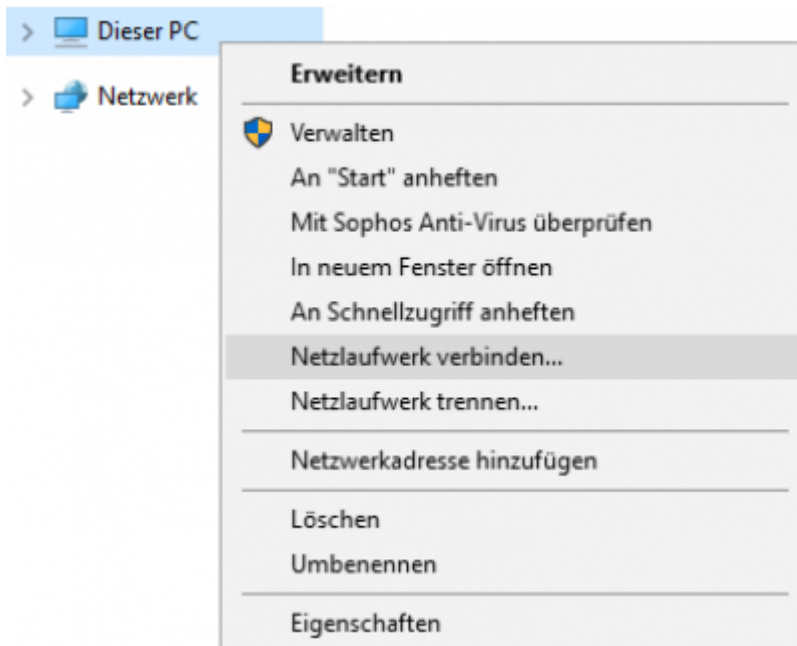 Dieser PC
Netzwerk
Erweitern
Verwalten
An "Start" anheften
Mit Sophos Anti-Virus überprüfen
In neuem Fenster öffnen
An Schnellzugriff anheften
Netzlaufwerk verbinden...
Netzlaufwerk trennen...
Netzwerkadresse hinzufügen
Löschen
Umbenennen
Eigenschaften